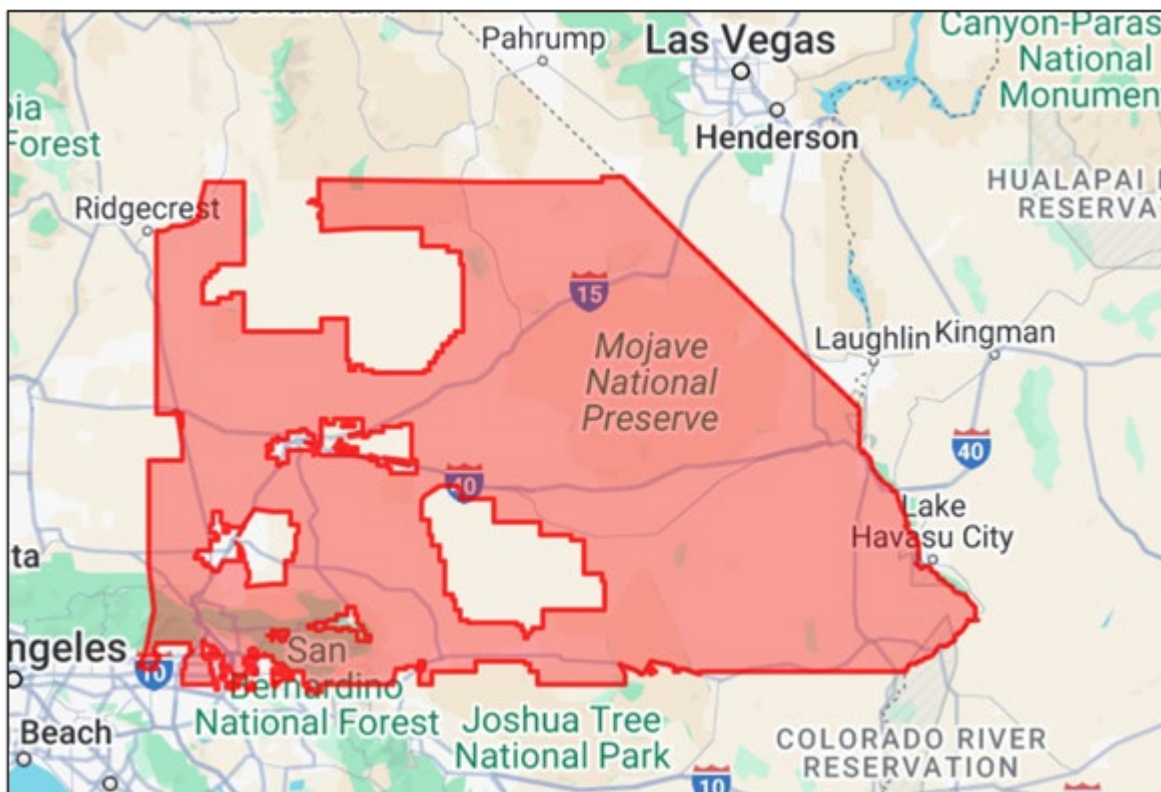 Pahrump
Las Vegas
Henderson
Canyon-Paras
National
Monumen
Forest
Ridgecrest
HUALAPAI
RESERVA
15
Mojave
National
Preserve
Laughlin
Kingman
40
40
Lake
Havasu City
ta
ngeles
10
San
Bernardino
National Forest
Joshua Tree
National Park
Beach
COLORADO RIVER
RESERVATION
10